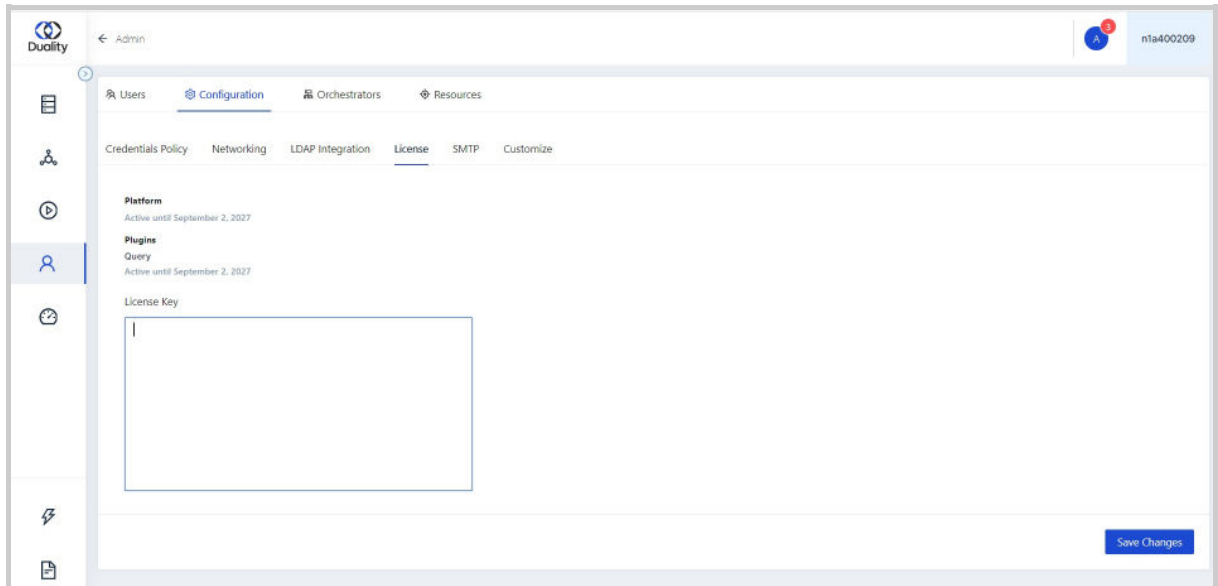 Duality
Admin
A
3
n1a400209
Users Configuration Orchestrators Resources
Credentials Policy Networking LDAP Integration License SMTP Customize
Platform
Active until September 2, 2027
Plugins
Query
Active until September 2, 2027
License Key
Save Changes